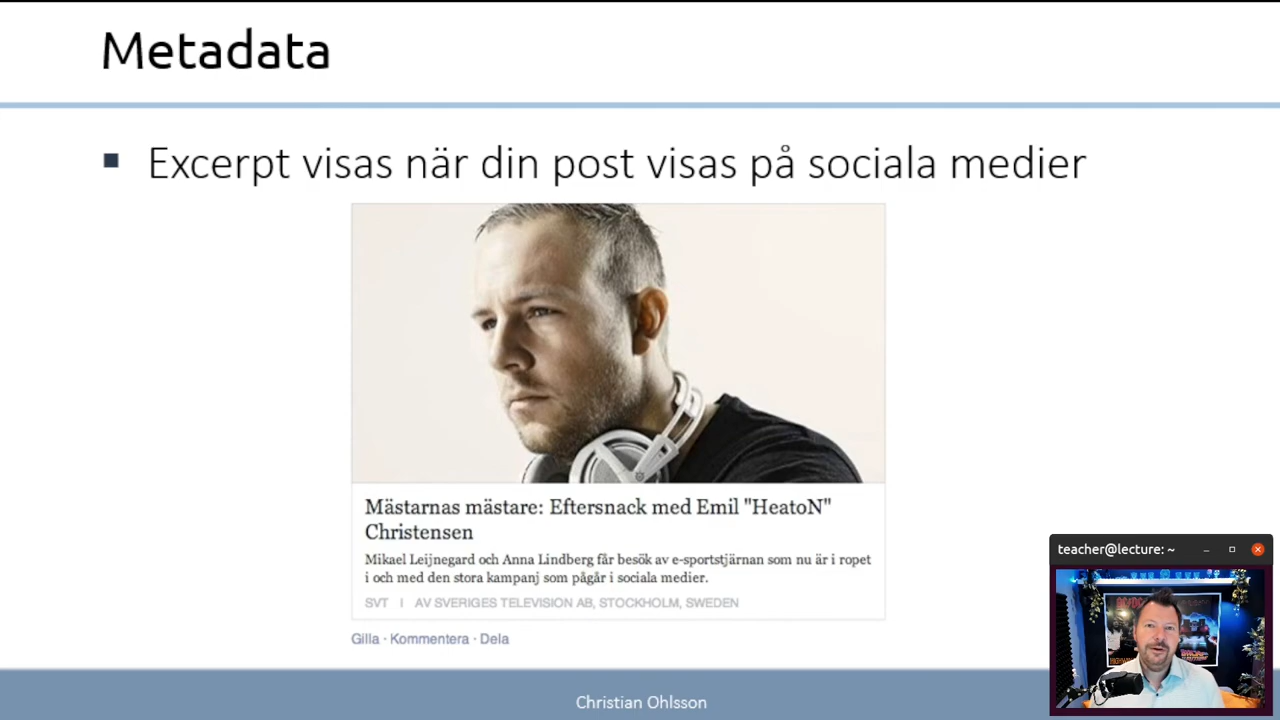 Metadata
Excerpt visas när din post visas på sociala medier
Mästarnas mästare: Eftersnack med Emil "HeatoN"
Christensen
Mikael Leijnegard och Anna Lindberg får besök av e-sportstjärnan som nu är i ropet
i och med den stora kampanj som pågår i sociala medier.
SVT | AV SVERIGES TELEVISION AB, STOCKHOLM, SWEDEN
Gilla · Kommentera · Dela
teacher@lecture: ~
Christian Ohlsson